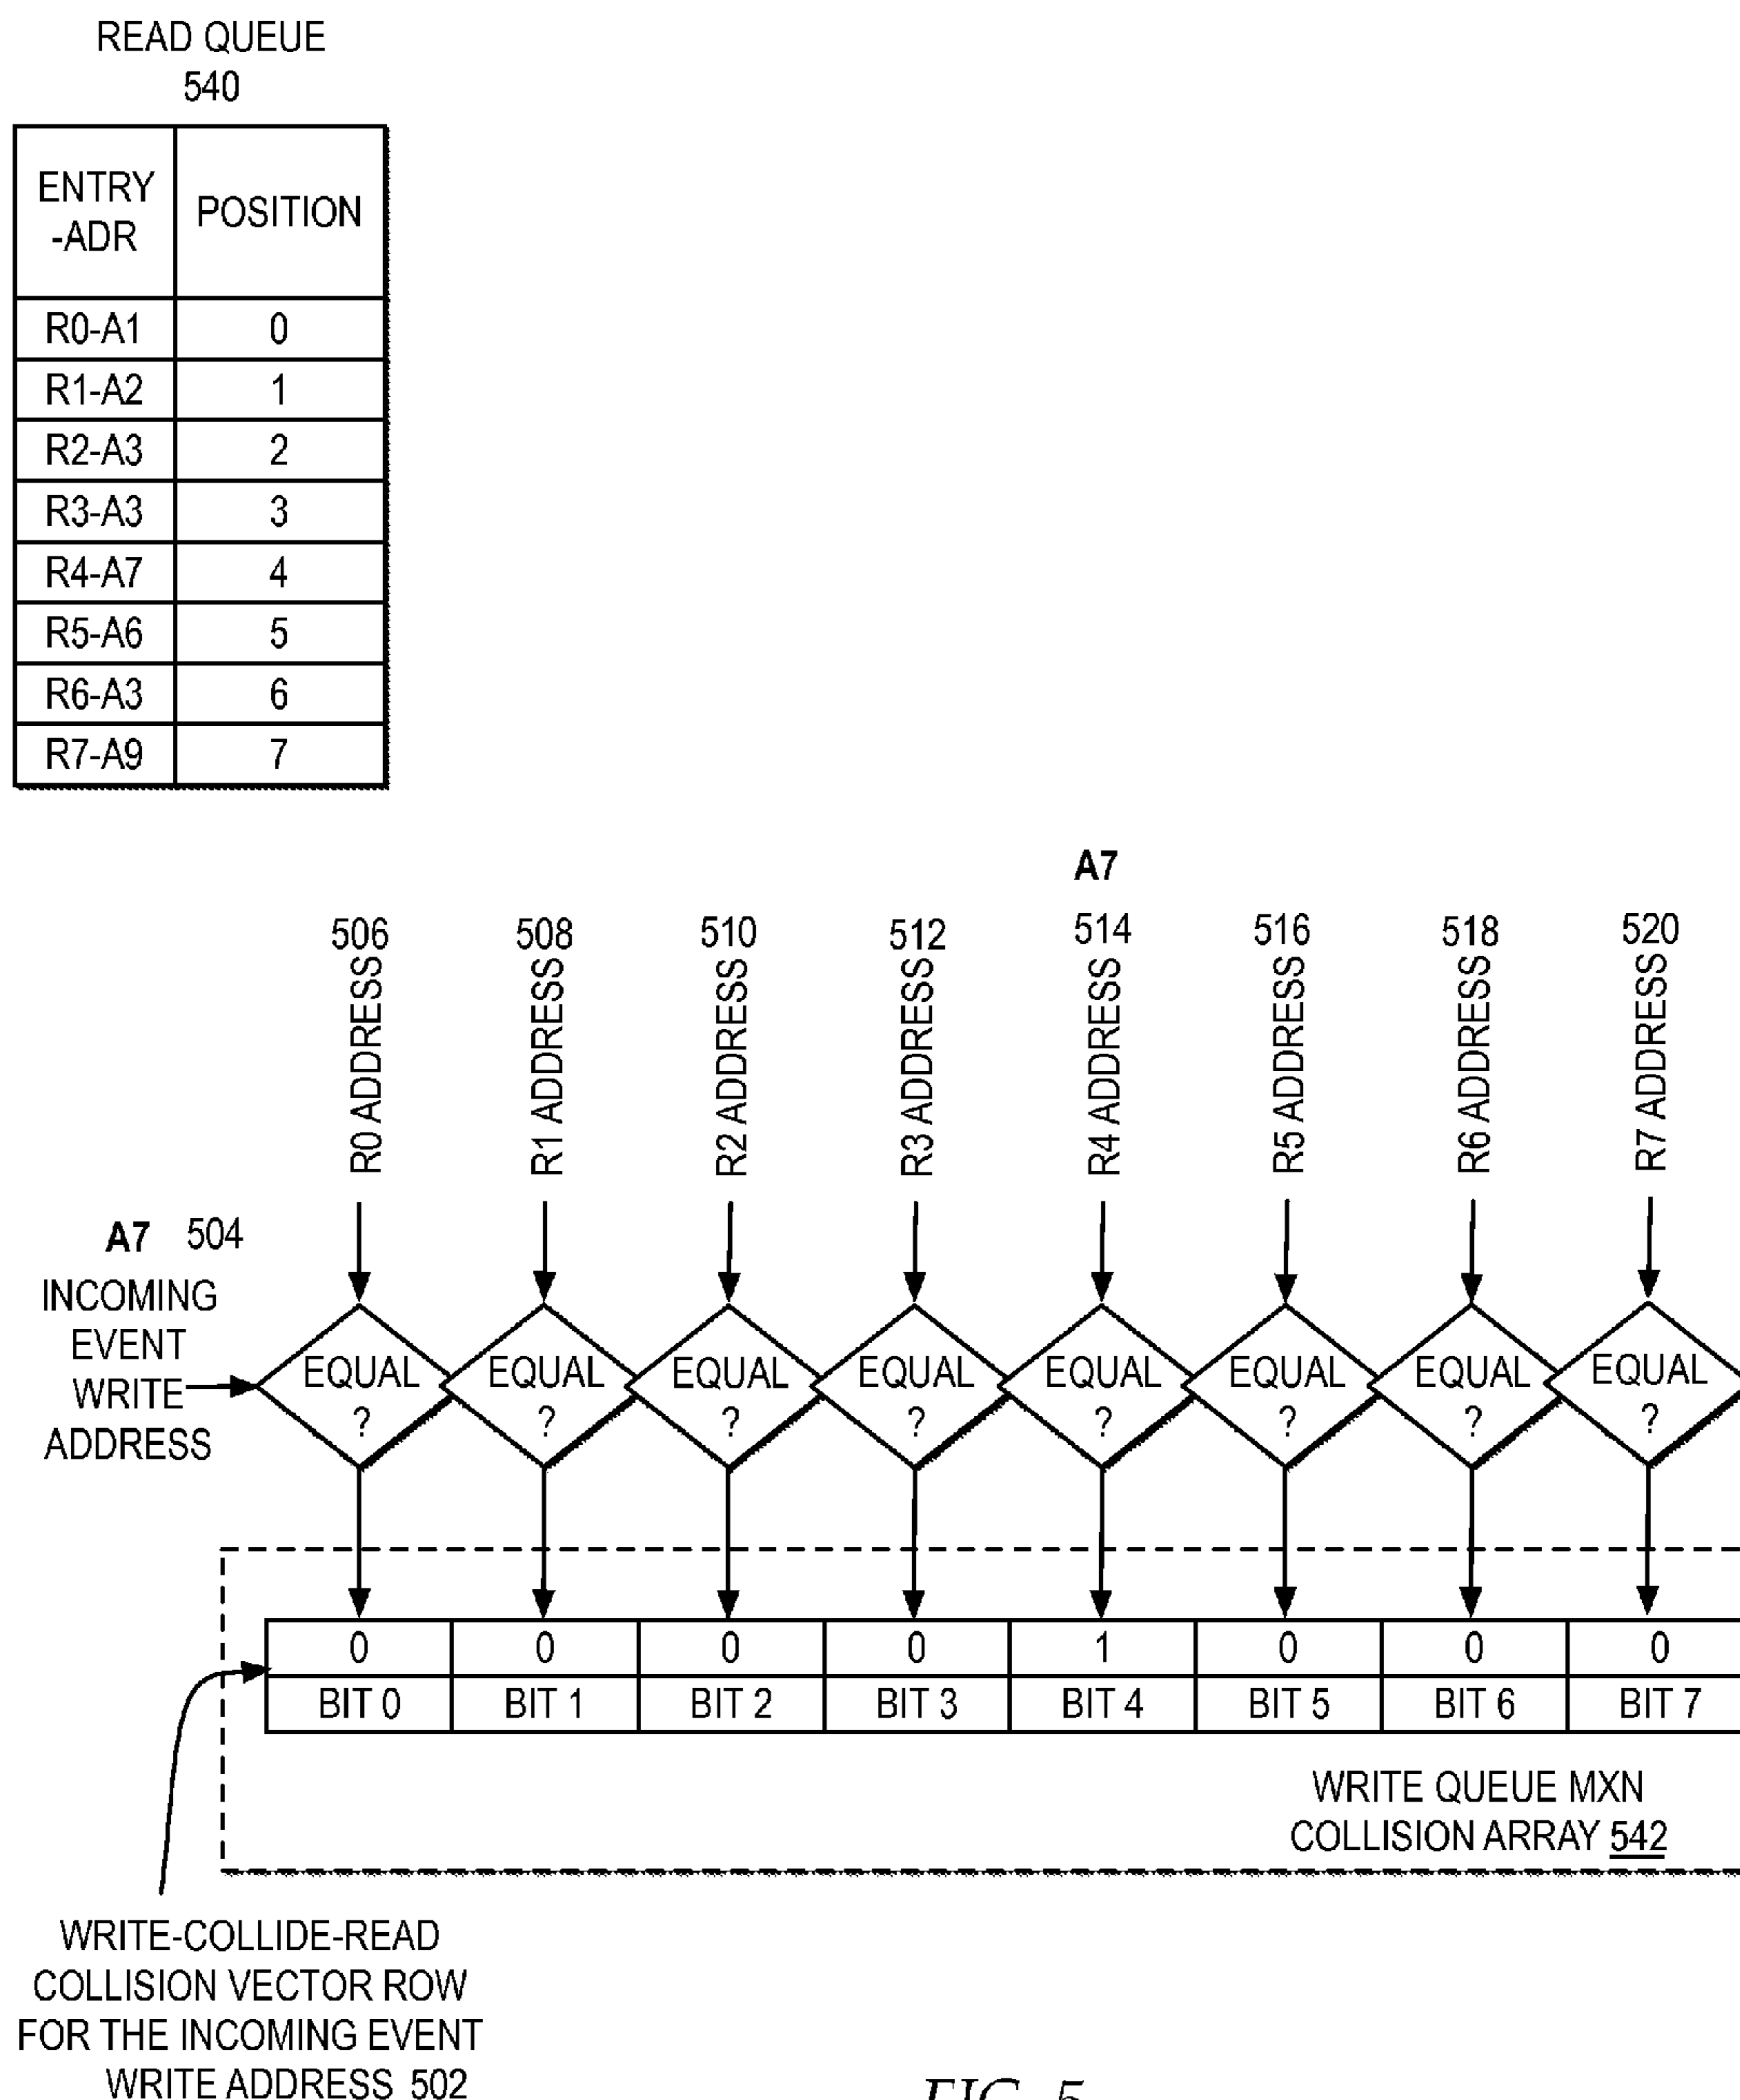 READ QUEUE
540
ENTRY
-ADR
POSITION
R0-A1 0
R1-A2 1
R2-A3 2
R3-A3 3
R4-A7 4
R5-A6 5
R6-A3 6
R7-A9 7
A7
506 508 510 512 514 516 518 520
R0 ADDRESS R1 ADDRESS R2 ADDRESS R3 ADDRESS R4 ADDRESS R5 ADDRESS R6 ADDRESS R7 ADDRESS
A7 504
INCOMING
EVENT
WRITE
ADDRESS
EQUAL EQUAL EQUAL EQUAL EQUAL EQUAL EQUAL EQUAL
? ? ? ? ? ? ? ?
0 0 0 0 1 0 0 0
BIT 0 BIT 1 BIT 2 BIT 3 BIT 4 BIT 5 BIT 6 BIT 7
WRITE QUEUE MXN
COLLISION ARRAY 542
WRITE-COLLIDE-READ
COLLISION VECTOR ROW
FOR THE INCOMING EVENT
WRITE ADDRESS 502
FIG. 5